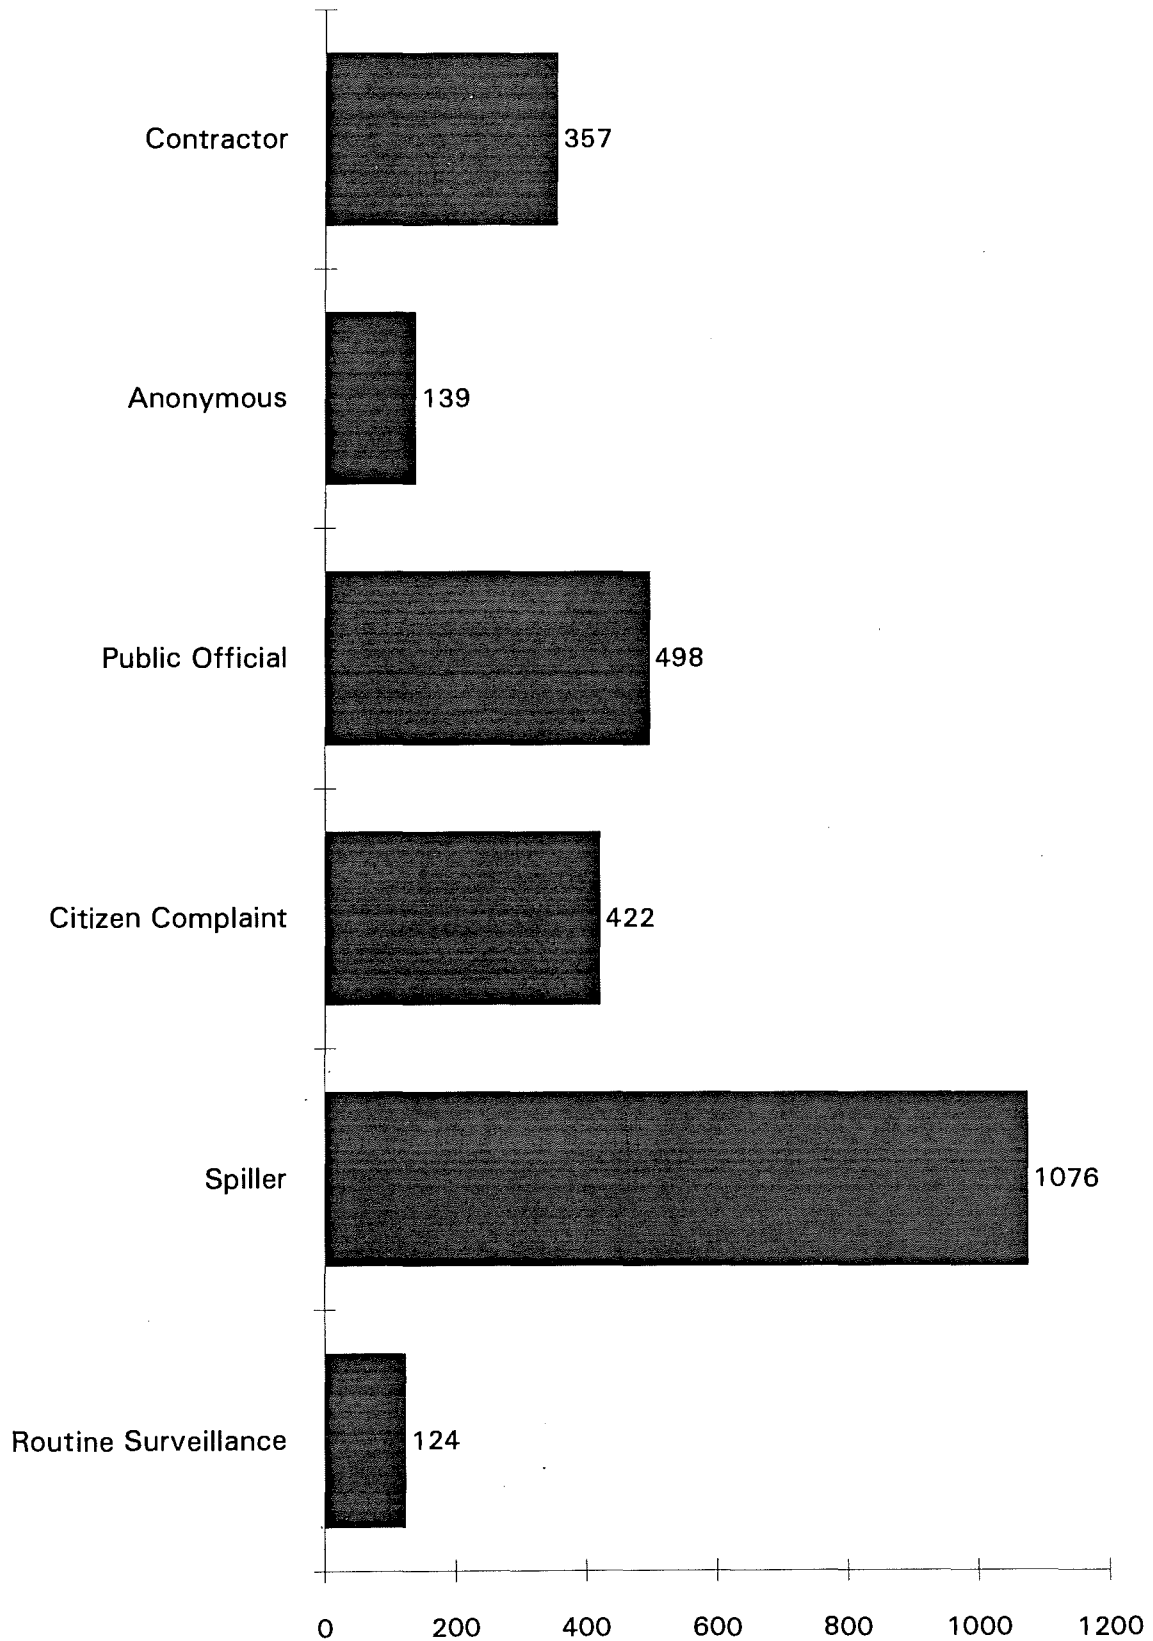 Contractor 357
Anonymous 139
Public Official 498
Citizen Complaint 422
Spiller 1076
Routine Surveillance 124
0 200 400 600 800 1000 1200